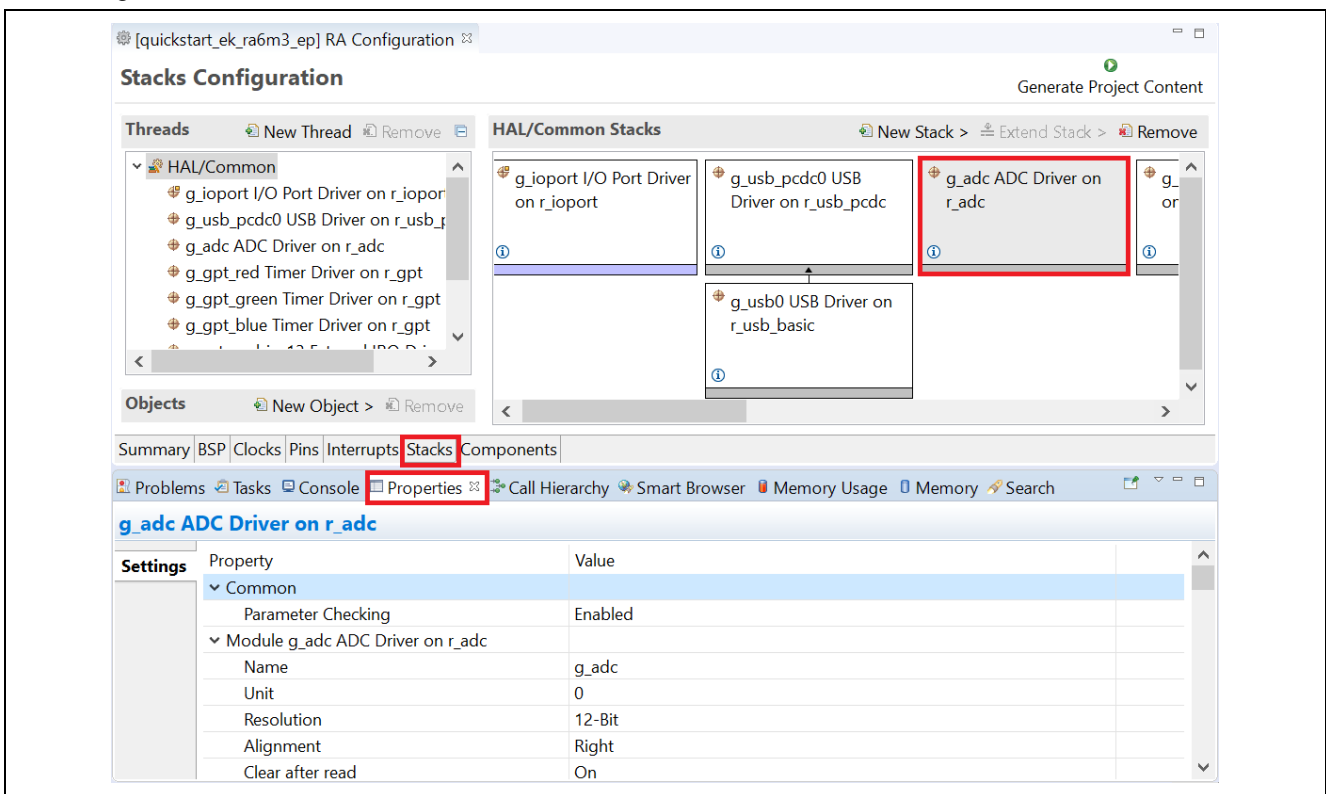 [quickstart_ek_ra6m3_ep] RA Configuration
Stacks Configuration
Generate Project Content
Threads New Thread Remove
HAL/Common Stacks New Stack > Extend Stack > Remove
HAL/Common
g_ioport I/O Port Driver on r_iopor
g_usb_pcdc0 USB Driver on r_usb_p
g_adc ADC Driver on r_adc
g_gpt_red Timer Driver on r_gpt
g_gpt_green Timer Driver on r_gpt
g_gpt_blue Timer Driver on r_gpt
g_ioport I/O Port Driver
on r_ioport
g_usb_pcdc0 USB
Driver on r_usb_pcdc
g_adc ADC Driver on
r_adc
g_
or
g_usb0 USB Driver on
r_usb_basic
Objects New Object > Remove
Summary BSP Clocks Pins Interrupts Stacks Components
Problems Tasks Console Properties Call Hierarchy Smart Browser Memory Usage Memory Search
g_adc ADC Driver on r_adc
Settings
Property Value
Common
Parameter Checking Enabled
Module g_adc ADC Driver on r_adc
Name g_adc
Unit 0
Resolution 12-Bit
Alignment Right
Clear after read On